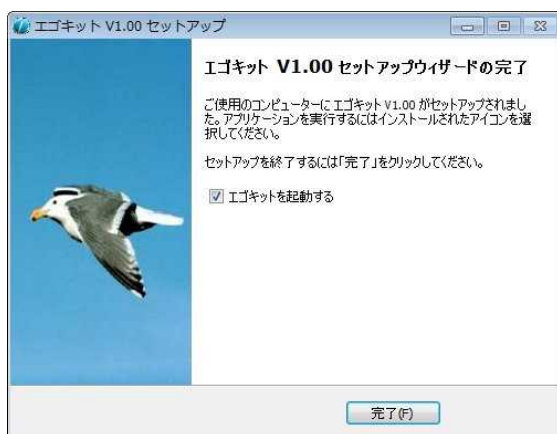 エゴキット V1.00 セットアップ
エゴキット V1.00 セットアップウィザードの完了
ご使用のコンピューターに エゴキット V1.00 がセットアップされまし
た。アプリケーションを実行するにはインストールされたアイコンを選
択してください。
セットアップを終了するには「完了」をクリックしてください。
エゴキットを起動する
完了(F)